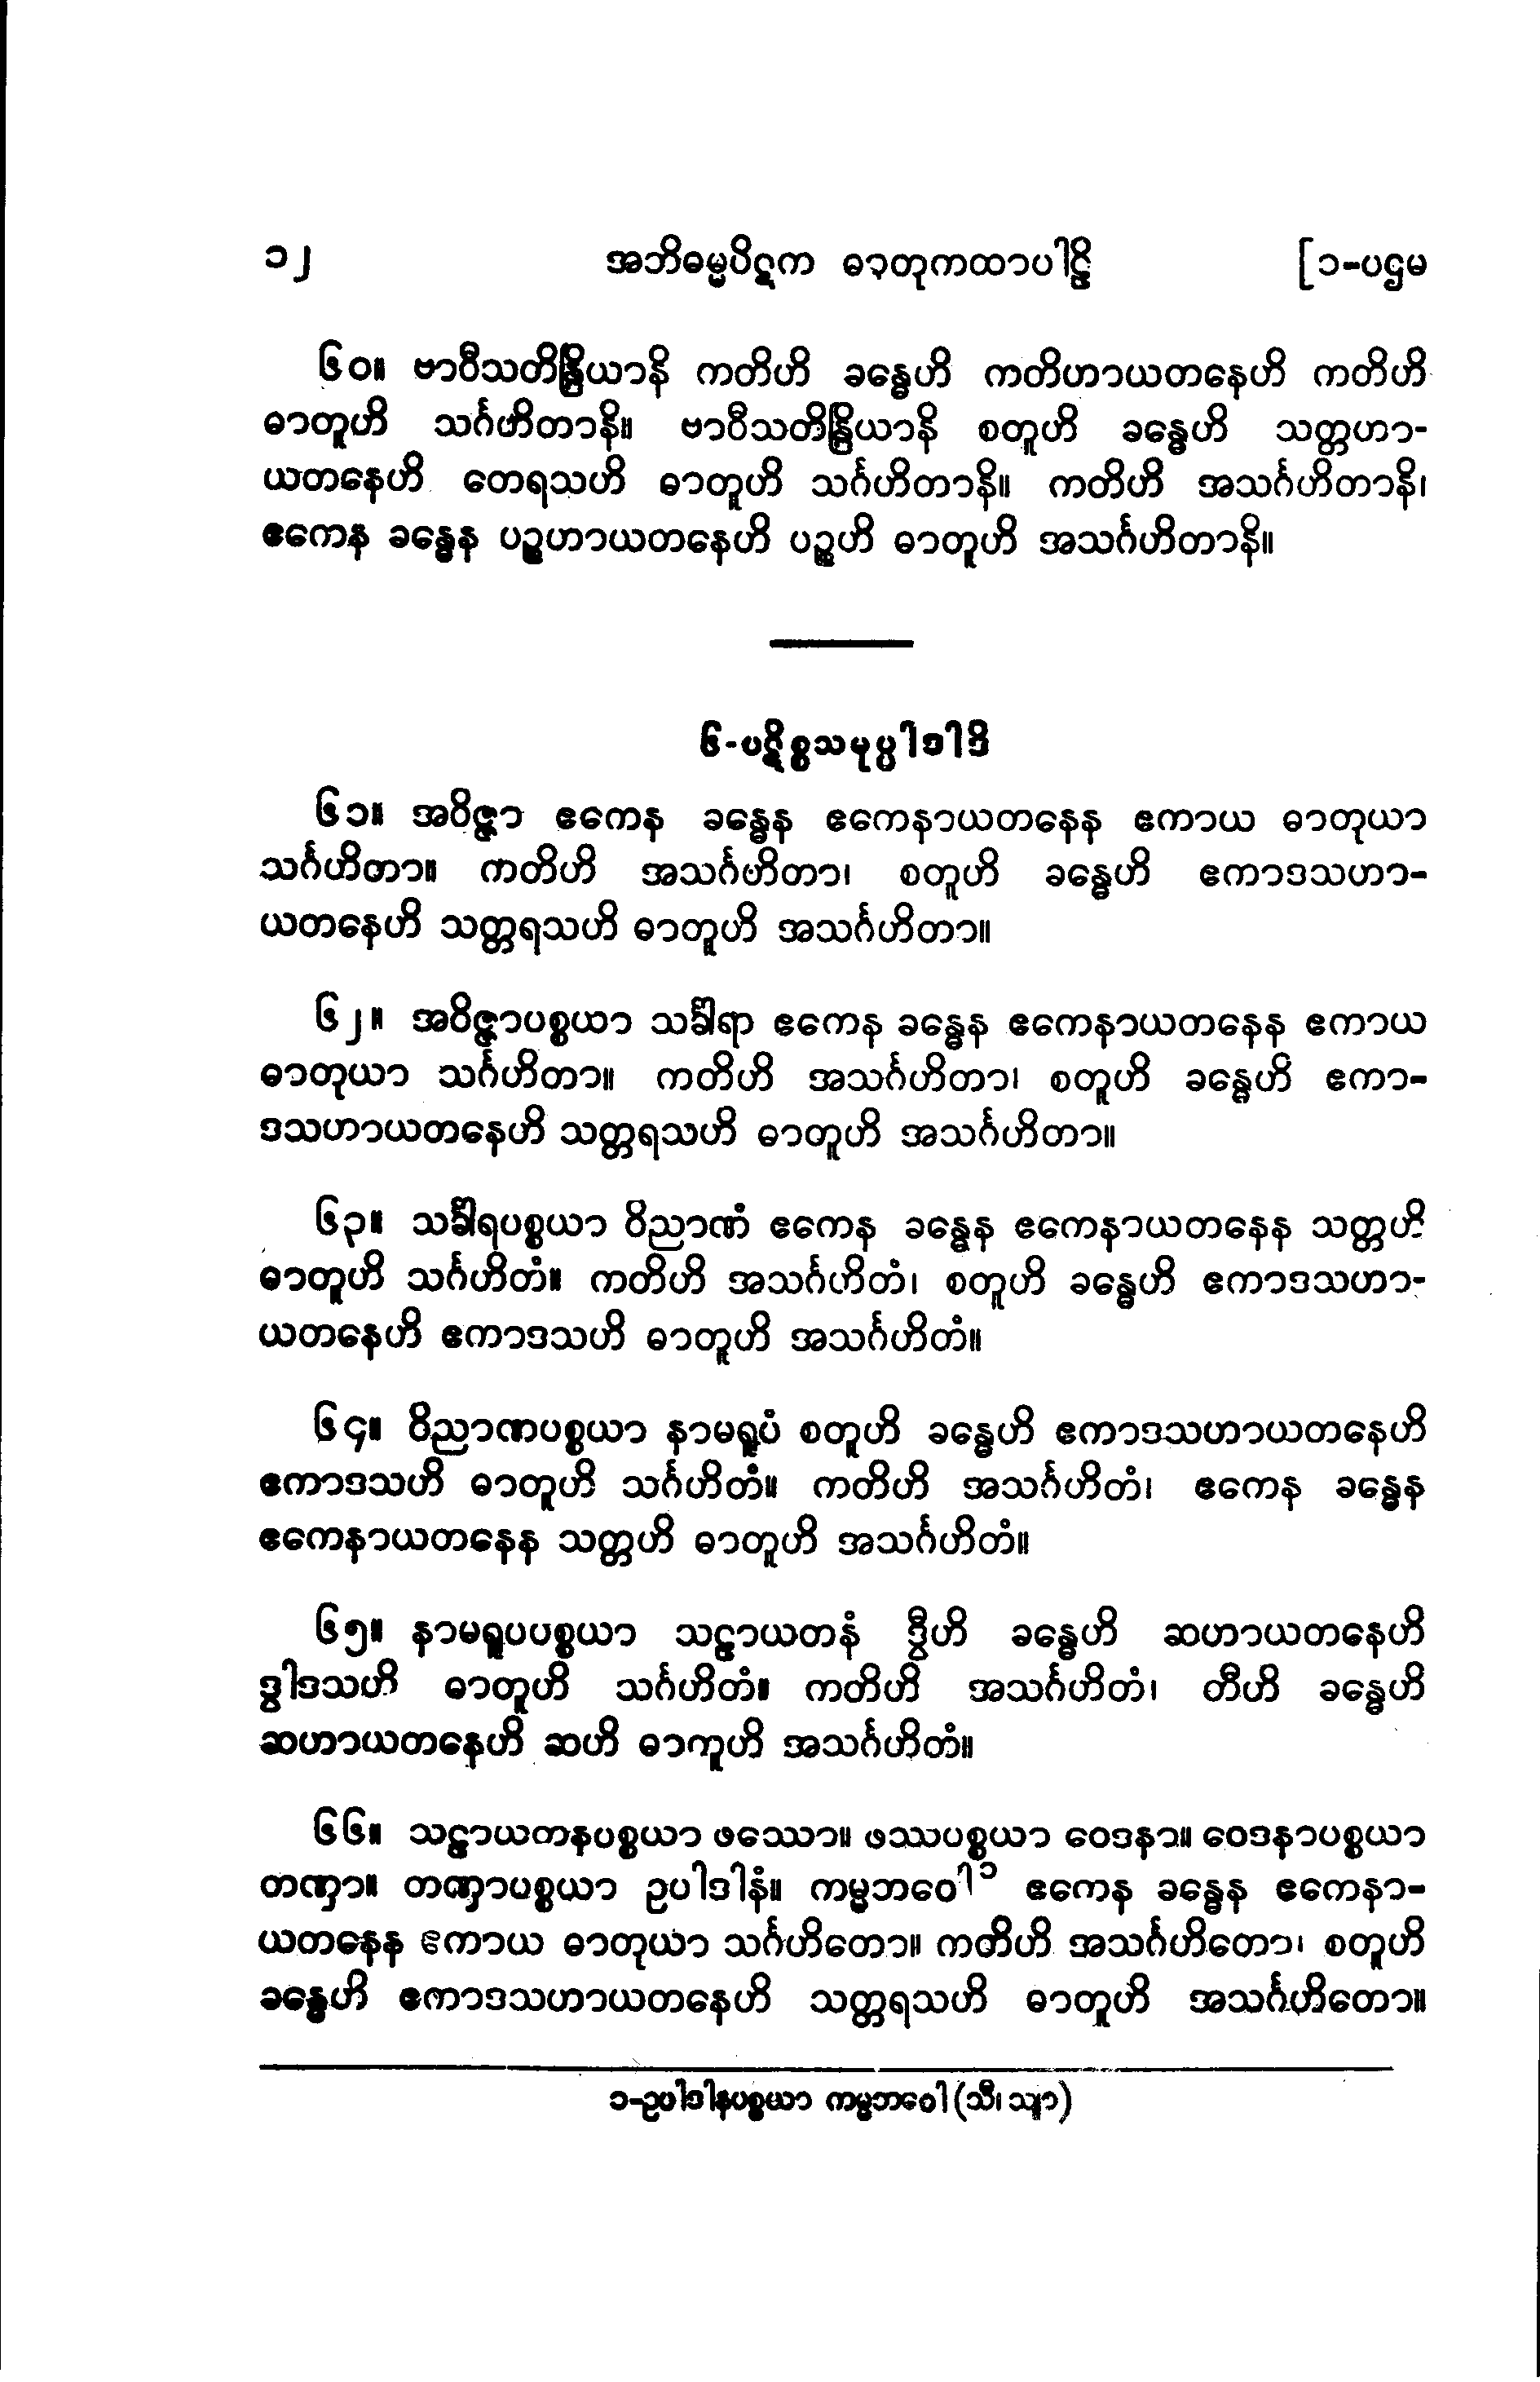 ၁၂ အဘိဓမ္မပိဋက ဓာတုကထာပါဠိ [၁-ပဌမ
၆၀။ ဗာဝီသတိန္ဒြိယာနိ ကတိဟိ ခန္ဓေဟိ ကတိဟာယတနေဟိ ကတိဟိ
ဓာတူဟိ သင်္ဂဟိတာနိ။ ဗာဝီသတိန္ဒြိယာနိ စတူဟိ ခန္ဓေဟိ သတ္တဟာ-
ယတနေဟိ တေရသဟိ ဓာတူဟိ သင်္ဂဟိတာနိ။ ကတိဟိ အသင်္ဂဟိတာနိ၊
ဧကေန ခန္ဓေန ပဉ္စဟာယတနေဟိ ပဉ္စဟိ ဓာတူဟိ အသင်္ဂဟိတာနိ။
၆-ပဋိစ္စသမုပ္ပါဒါဒိ
၆၁။ အဝိဇ္ဇာ ဧကေန ခန္ဓေန ဧကေနာယတနေန ဧကာယ ဓာတုယာ
သင်္ဂဟိတာ။ ကတိဟိ အသင်္ဂဟိတာ၊ စတူဟိ ခန္ဓေဟိ ဧကာဒသဟာ-
ယတနေဟိ သတ္တရသဟိ ဓာတူဟိ အသင်္ဂဟိတာ။
၆၂။ အဝိဇ္ဇာပစ္စယာ သင်္ခါရာ ဧကေန ခန္ဓေန ဧကေနာယတနေန ဧကာယ
ဓာတုယာ သင်္ဂဟိတာ။ ကတိဟိ အသင်္ဂဟိတာ၊ စတူဟိ ခန္ဓေဟိ ဧကာ-
ဒသဟာယတနေဟိ သတ္တရသဟိ ဓာတူဟိ အသင်္ဂဟိတာ။
၆၃။ သင်္ခါရပစ္စယာ ဝိညာဏံ ဧကေန ခန္ဓေန ဧကေနာယတနေန သတ္တဟိ
ဓာတူဟိ သင်္ဂဟိတံ။ ကတိဟိ အသင်္ဂဟိတံ၊ စတူဟိ ခန္ဓေဟိ ဧကာဒသဟာ-
ယတနေဟိ ဧကာဒသဟိ ဓာတူဟိ အသင်္ဂဟိတံ။
၆၄။ ဝိညာဏပစ္စယာ နာမရူပံ စတူဟိ ခန္ဓေဟိ ဧကာဒသဟာယတနေဟိ
ဧကာဒသဟိ ဓာတူဟိ သင်္ဂဟိတံ။ ကတိဟိ အသင်္ဂဟိတံ၊ ဧကေန ခန္ဓေန
ဧကေနာယတနေန သတ္တဟိ ဓာတူဟိ အသင်္ဂဟိတံ။
၆၅။ နာမရူပပစ္စယာ သဠာယတနံ ဒွီဟိ ခန္ဓေဟိ ဆဟာယတနေဟိ
ဒွါဒသဟိ ဓာတူဟိ သင်္ဂဟိတံ။ ကတိဟိ အသင်္ဂဟိတံ၊ တီဟိ ခန္ဓေဟိ
ဆဟာယတနေဟိ ဆဟိ ဓာကူဟိ အသင်္ဂဟိတံ။
၆၆။ သဠာယတနပစ္စယာ ဖဿော။ ဖဿပစ္စယာ ဝေဒနာ။ ဝေဒနာပစ္စယာ
တဏှာ။ တဏှာပစ္စယာ ဥပါဒါနံ။ ကမ္မဘဝေါ၁ ဧကေန ခန္ဓေန ဧကေနာ-
ယတနေန ဧကာယ ဓာတုယာ သင်္ဂဟိတော။ ကတိဟိ အသင်္ဂဟိတော၊ စတူဟိ
ခန္ဓေဟိ ဧကာဒသဟာယတနေဟိ သတ္တရသဟိ ဓာတူဟိ အသင်္ဂဟိတော။
၁-ဥပါဒါနပစ္စယာ ကမ္မဘဝေါ (သီ၊ သျာ)